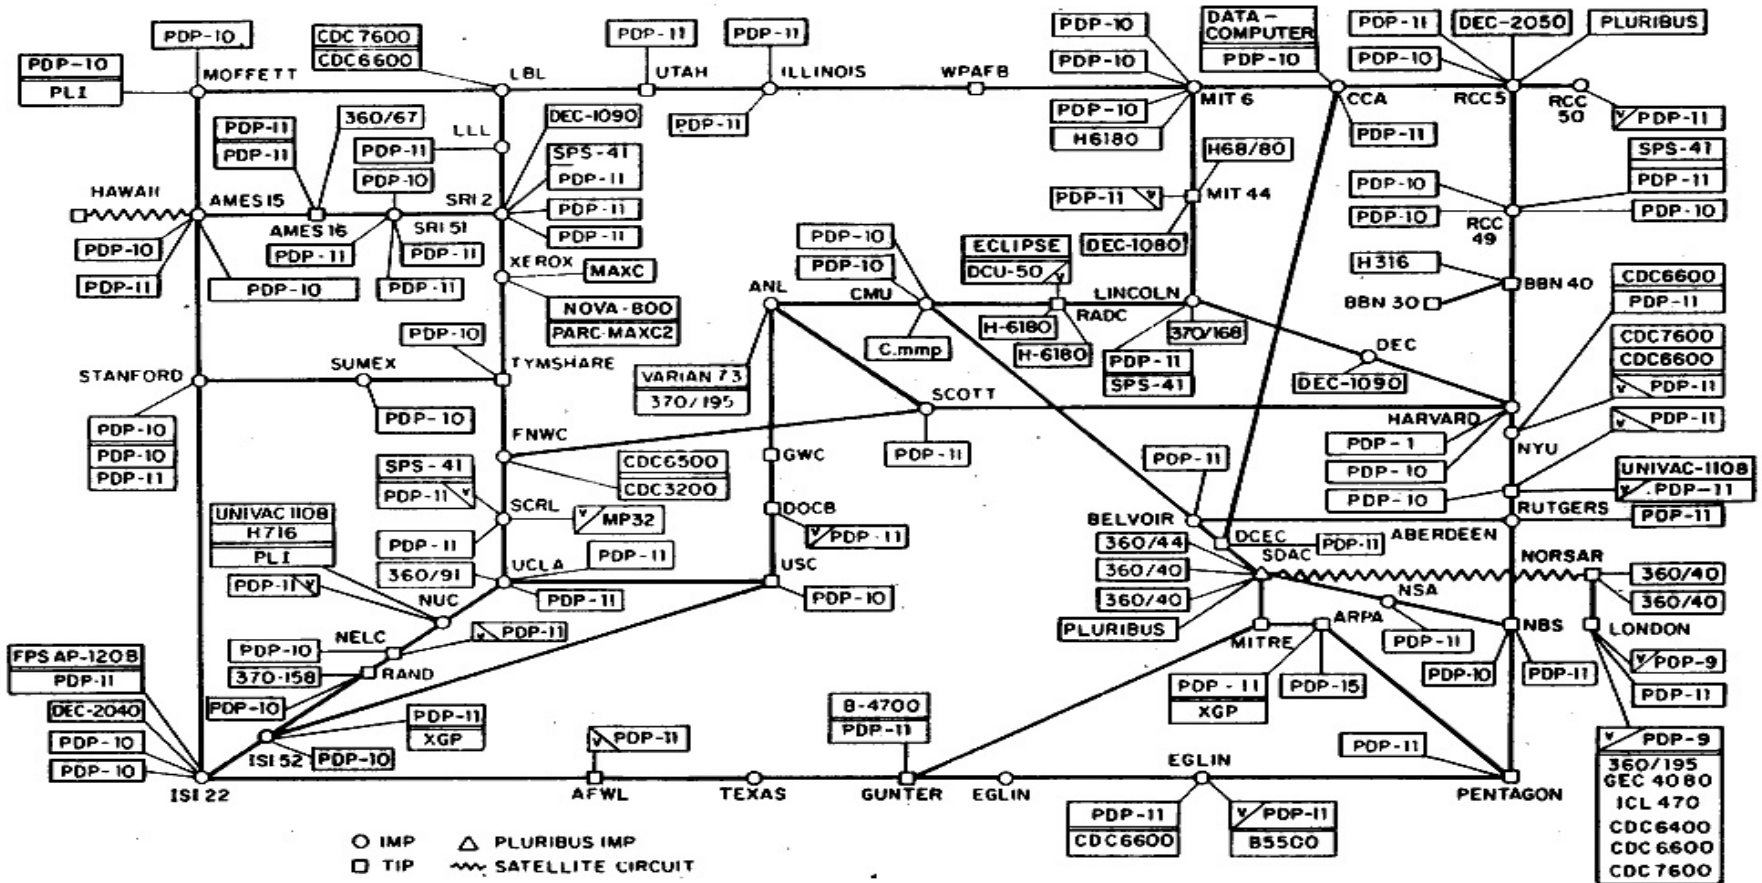 PDP-10
CDC7600
CDC6600
PDP-11
PDP-11
PDP-10
DATA-
COMPUTER
PDP-10
PDP-11
DEC-2050
PLURIBUS
PDP-10
PLI
MOFFETT
LBL
UTAH
ILLINOIS
WPAFB
PDP-10
MIT 6
CCA
PDP-10
RCC5
RCC
50
PDP-11
PDP-11
PDP-11
360/67
LLL
PDP-11
DEC-1090
PDP-11
PDP-10
H6180
PDP-11
V PDP-11
SPS-41
PDP-11
PDP-10
SPS-41
PDP-11
H68/80
HAWAII
AMES15
AMES16
SRI 51
SRI 2
PDP-11
PDP-11
PDP-11 V
MIT 44
PDP-10
PDP-10
RCC
49
PDP-10
PDP-10
PDP-11
PDP-10
PDP-11
PDP-11
PDP-11
XEROX
MAXC
NOVA-800
PARC-MAXC2
PDP-10
PDP-10
ECLIPSE
DCU-50 V
DEC-1080
H316
BBN 40
BBN 30
CDC6600
PDP-11
ANL
CMU
RADC
LINCOLN
C.mmp
H-6180
H-6180
370/168
PDP-11
SPS-41
DEC
DEC-1090
CDC7600
CDC6600
V PDP-11
V PDP-11
STANFORD
SUMEX
PDP-10
TYMSHARE
PDP-10
VARIAN 73
370/195
SCOTT
PDP-11
HARVARD
PDP-1
PDP-10
NYU
PDP-10
PDP-10
PDP-11
FNWC
CDC6500
CDC3200
SPS-41
PDP-11 V
SCRL
V MP32
PDP-11
GWC
DOCB
V PDP-11
PDP-11
PDP-10
RUTGERS
UNIVAC-1108
V PDP-11
BELVOIR
ABERDEEN
PDP-11
UNIVAC 1108
H716
PLI
PDP-11 V
360/91
UCLA
PDP-11
PDP-11
USC
PDP-10
360/44
360/40
360/40
PLURIBUS
DCEC
PDP-11
SDAC
NORSAR
360/40
360/40
NUC
NELC
PDP-10
V PDP-11
NSA
PDP-11
MITRE
ARPA
NBS
PDP-10
PDP-11
LONDON
V PDP-9
PDP-11
FPS AP-120B
PDP-11
DEC-2040
PDP-10
PDP-10
370-158
RAND
PDP-10
PDP-11
XGP
ISI52
PDP-10
V PDP-11
B-4700
PDP-11
PDP-11
XGP
PDP-15
PDP-11
V PDP-9
360/195
GEC 4080
ICL 470
CDC6400
CDC6600
CDC7600
ISI 22
AFWL
TEXAS
GUNTER
EGLIN
EGLIN
PENTAGON
PDP-11
CDC6600
V PDP-11
B5500
IMP
PLURIBUS IMP
TIP
SATELLITE CIRCUIT